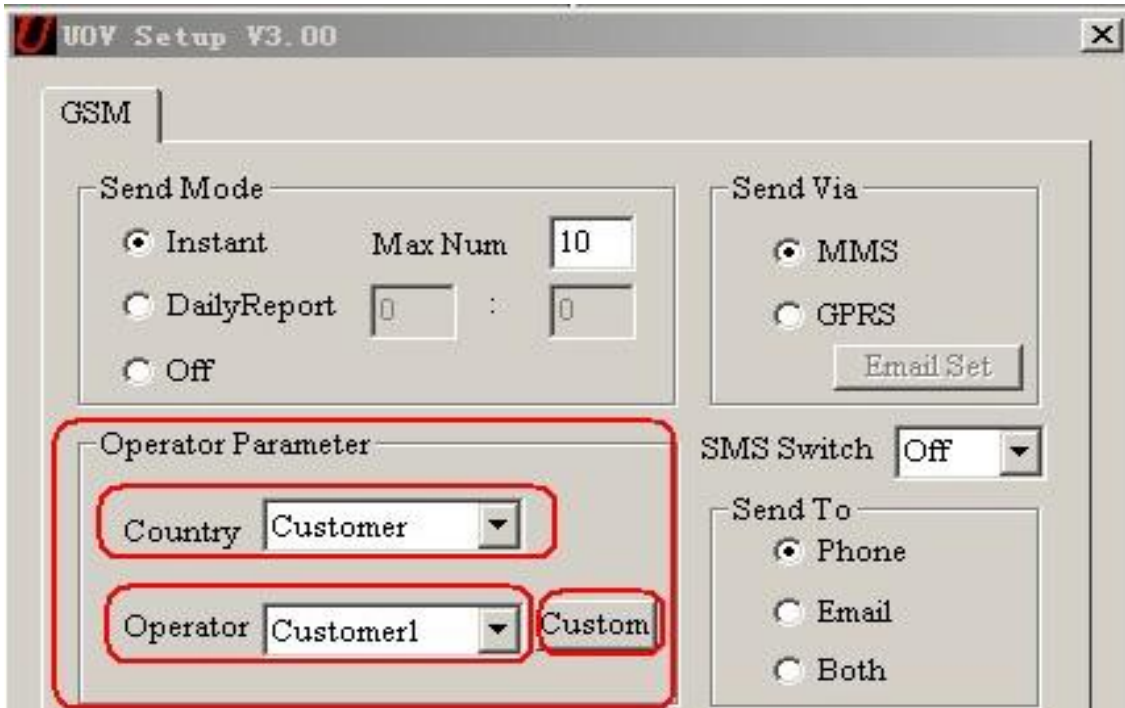 UOV Setup V3.00
GSM
Send Mode
Instant Max Num 10
DailyReport 0 : 0
Off
Send Via
MMS
GPRS
Email Set
Operator Parameter
Country Customer
Operator Customer1 Custom
SMS Switch Off
Send To
Phone
Email
Both